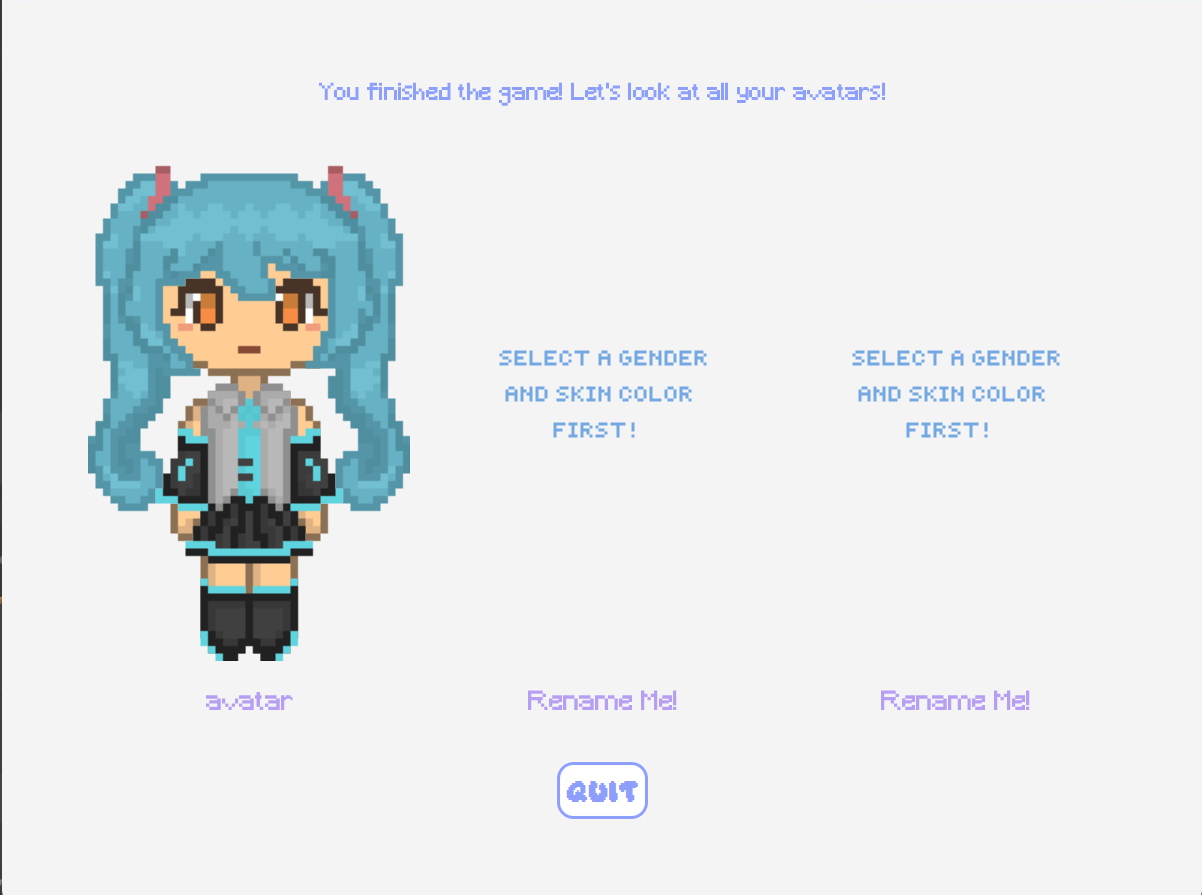 You finished the game! Let's look at all your avatars!
SELECT A GENDER
AND SKIN COLOR
FIRST!
SELECT A GENDER
AND SKIN COLOR
FIRST!
avatar
Rename Me!
Rename Me!
QUIT